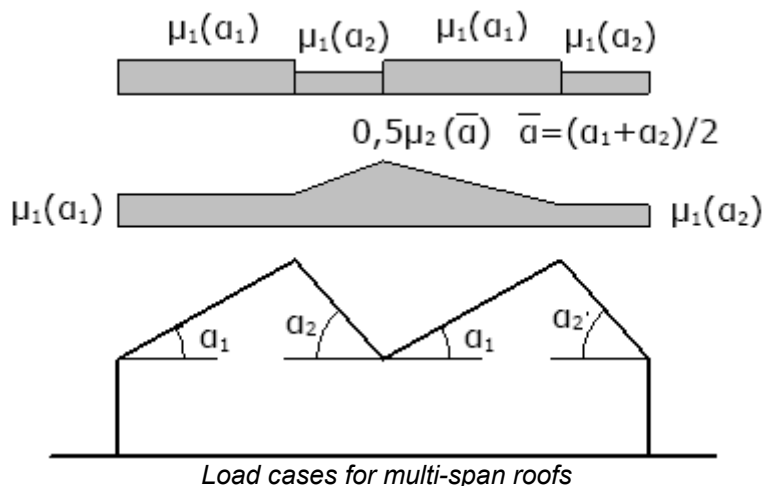 μ₁(α₁) μ₁(α₂) μ₁(α₁) μ₁(α₂)
0,5μ₂(α̅) α̅=(α₁+α₂)/2
μ₁(α₁) μ₁(α₂)
α₁ α₂ α₁ α₂'
Load cases for multi-span roofs